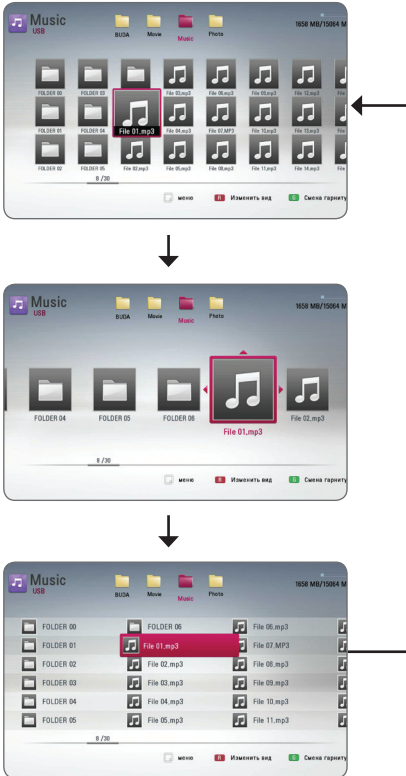 Music
USB
BUDA Movie Music Photo
1658 MB/15064 M
FOLDER 00 FOLDER 03 File 03.mp3 File 06.mp3 File 09.mp3 File 12.mp3 File
FOLDER 01 FOLDER 04 File 01.mp3 File 04.mp3 File 07.MP3 File 10.mp3 File 13.mp3 File
FOLDER 02 FOLDER 05 File 02.mp3 File 05.mp3 File 08.mp3 File 11.mp3 File 14.mp3 File
8 /30
меню R Изменить вид G Смена гарниту
Music
USB
BUDA Movie Music Photo
1658 MB/15064 M
FOLDER 04 FOLDER 05 FOLDER 06 File 01.mp3 File 02.mp3
8 /30
меню R Изменить вид G Смена гарниту
Music
USB
BUDA Movie Music Photo
1658 MB/15064 M
FOLDER 00 FOLDER 06 File 06.mp3
FOLDER 01 File 01.mp3 File 07.MP3
FOLDER 02 File 02.mp3 File 08.mp3
FOLDER 03 File 03.mp3 File 09.mp3
FOLDER 04 File 04.mp3 File 10.mp3
FOLDER 05 File 05.mp3 File 11.mp3
8 /30
меню R Изменить вид G Смена гарниту